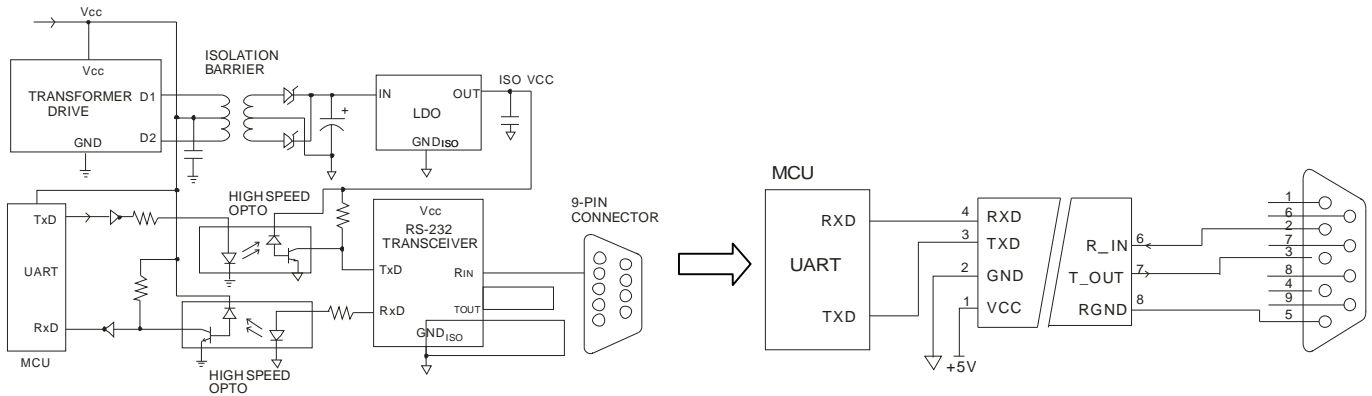 Vcc
Vcc
TRANSFORMER
DRIVE
D1
D2
GND
ISOLATION
BARRIER
+
IN
OUT
LDO
GNDISO
ISO VCC
HIGH SPEED
OPTO
TxD
UART
RxD
MCU
HIGH SPEED
OPTO
Vcc
RS-232
TRANSCEIVER
TxD
RIN
RxD
TOUT
GNDISO
9-PIN
CONNECTOR
MCU
RXD
UART
TXD
4
3
2
1
+5V
RXD
TXD
GND
VCC
R_IN
T_OUT
RGND
6
7
8
1
6
2
7
3
8
4
9
5